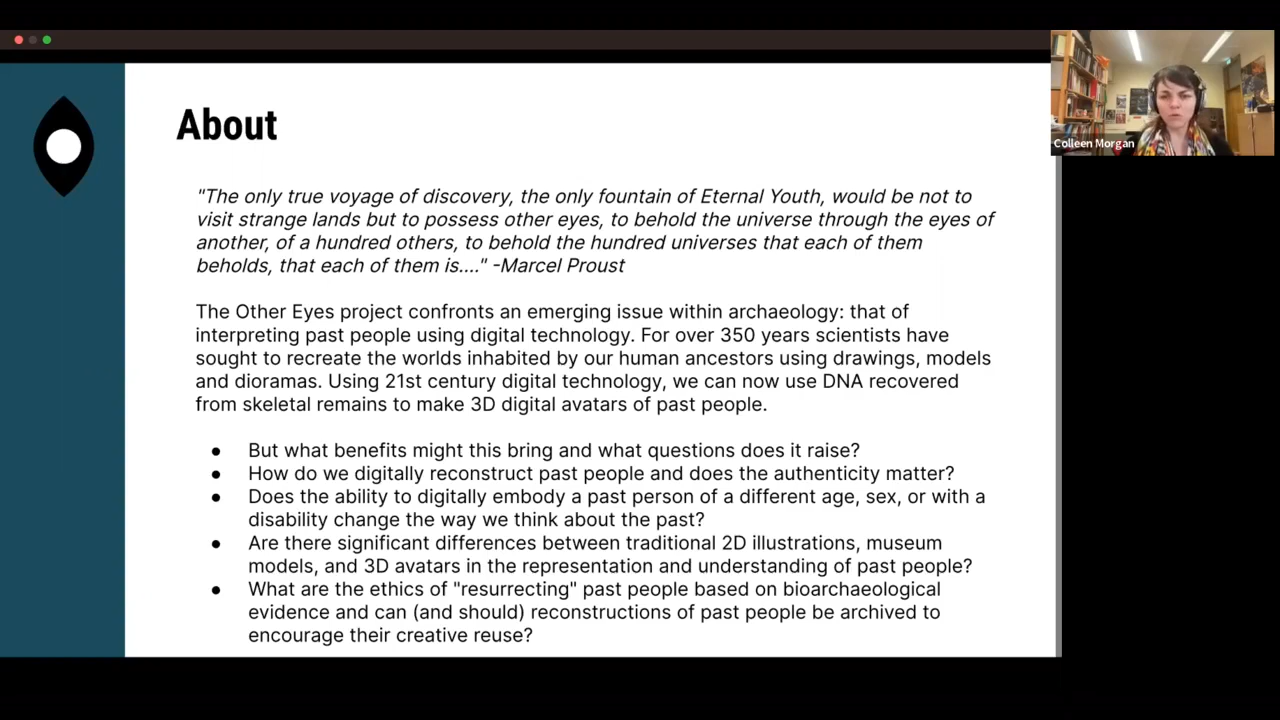 About
"The only true voyage of discovery, the only fountain of Eternal Youth, would be not to
visit strange lands but to possess other eyes, to behold the universe through the eyes of
another, of a hundred others, to behold the hundred universes that each of them
beholds, that each of them is...." -Marcel Proust
The Other Eyes project confronts an emerging issue within archaeology: that of
interpreting past people using digital technology. For over 350 years scientists have
sought to recreate the worlds inhabited by our human ancestors using drawings, models
and dioramas. Using 21st century digital technology, we can now use DNA recovered
from skeletal remains to make 3D digital avatars of past people.
● But what benefits might this bring and what questions does it raise?
● How do we digitally reconstruct past people and does the authenticity matter?
● Does the ability to digitally embody a past person of a different age, sex, or with a
disability change the way we think about the past?
● Are there significant differences between traditional 2D illustrations, museum
models, and 3D avatars in the representation and understanding of past people?
● What are the ethics of "resurrecting" past people based on bioarchaeological
evidence and can (and should) reconstructions of past people be archived to
encourage their creative reuse?
Colleen Morgan